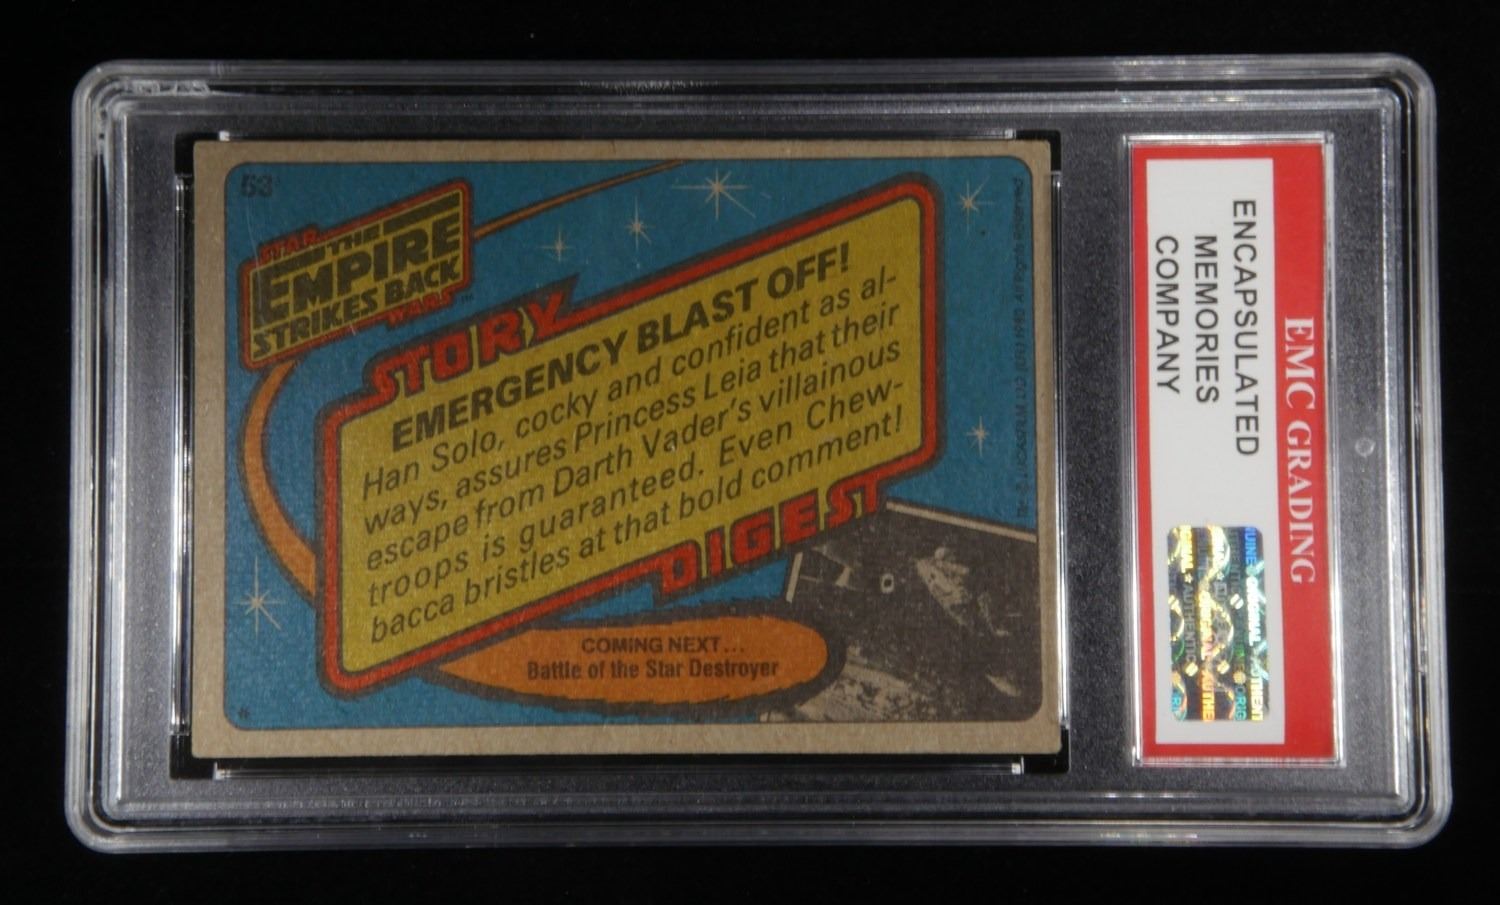 53
STAR
THE
EMPIRE
STRIKES BACK
WARS™
STORY
EMERGENCY BLAST OFF!
Han Solo, cocky and confident as al-
ways, assures Princess Leia that their
escape from Darth Vader's villainous
troops is guaranteed. Even Chew-
bacca bristles at that bold comment!
DIGEST
COMING NEXT...
Battle of the Star Destroyer
*
ENCAPSULATED
MEMORIES
COMPANY
EMC GRADING